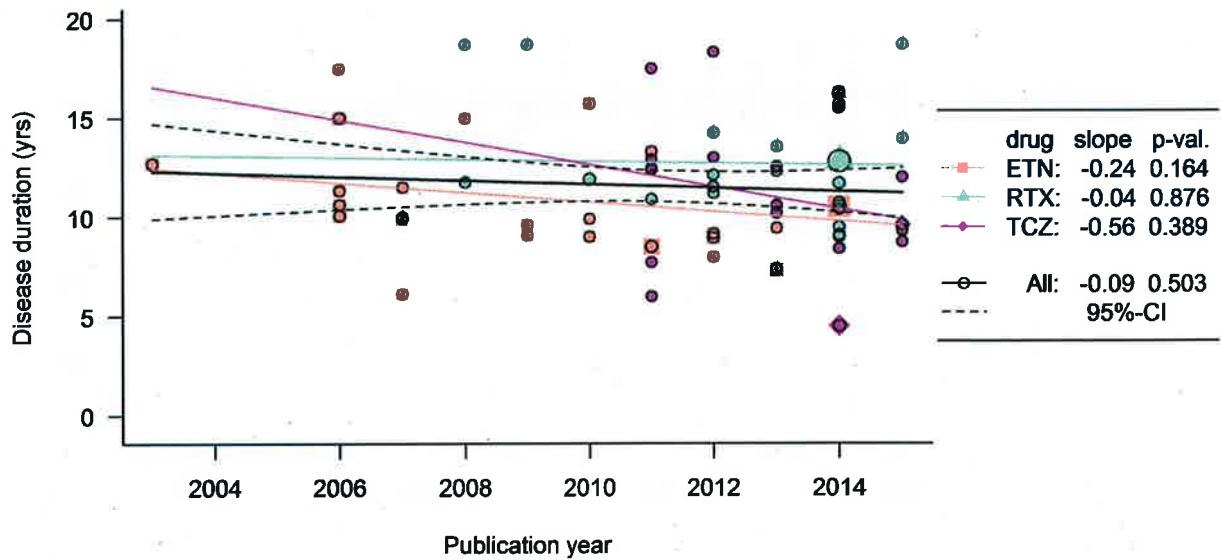 Disease duration (yrs)
20
15
10
5
0
2004 2006 2008 2010 2012 2014
Publication year
drug slope p-val.
ETN: -0.24 0.164
RTX: -0.04 0.876
TCZ: -0.56 0.389
All: -0.09 0.503
95%-CI